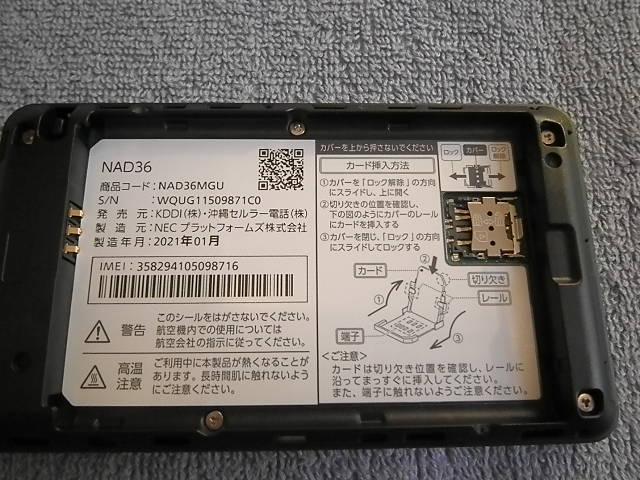 NAD36
商品コード: NAD36MGU
S/N WQUG11509871C0
発売元: KDDI(株)・沖縄セルラー電話(株)
製造元: NECプラットフォームズ株式会社
製造年月: 2021年01月
IMEI: 358294105098716
このシールをはがさないでください。
警告 航空機内での使用については
航空会社の指示に従ってください。
高温
注意
ご利用中に本製品が熱くなることが
あります。長時間肌に触れないよう
にご注意ください。
カバーを上から押さないでください
カード挿入方法
ロック カバー ロック解除
①カバーを「ロック解除」の方向
にスライドし、上に開く
②切り欠きの位置を確認し、
下の図のようにカバーのレール
にカードを挿入する
③カバーを閉じ、「ロック」の方向
にスライドしてロックする
カード
②
切り欠き
レール
①
端子
③
<ご注意>
カードは切り欠き位置を確認し、レールに
沿ってまっすぐに挿入してください。
また、端子に触れないようご注意ください。